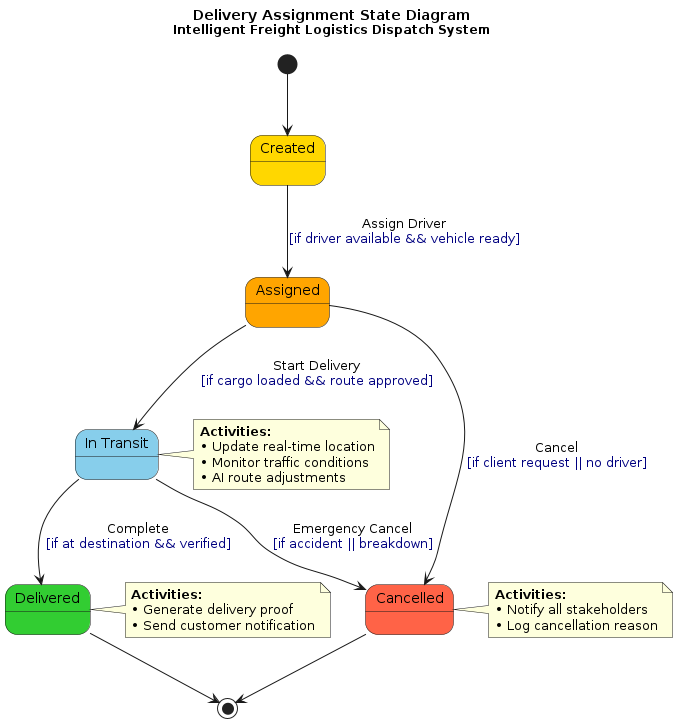 Delivery Assignment State Diagram
Intelligent Freight Logistics Dispatch System
Created
Assign Driver
[if driver available && vehicle ready]
Assigned
Start Delivery
[if cargo loaded && route approved]
Cancel
[if client request || no driver]
In Transit
Activities:
• Update real-time location
• Monitor traffic conditions
• AI route adjustments
Complete
[if at destination && verified]
Emergency Cancel
[if accident || breakdown]
Delivered
Activities:
• Generate delivery proof
• Send customer notification
Cancelled
Activities:
• Notify all stakeholders
• Log cancellation reason